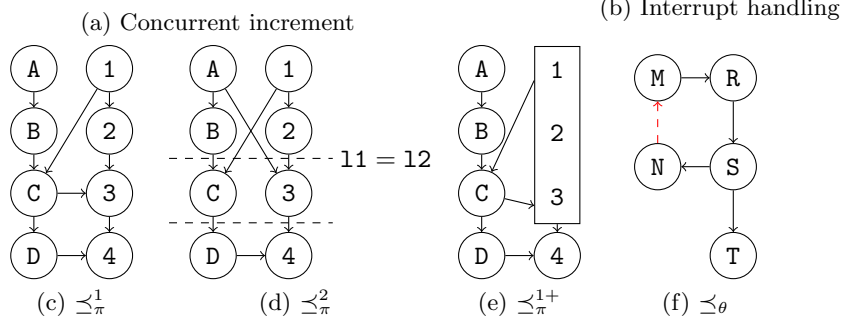 (a) Concurrent increment
(b) Interrupt handling
A 1 A 1 A 1 M R
B 2 B 2 B 2
l1 = l2
N S
C 3 C 3 C 3
D 4 D 4 D 4 T
(c) ⪯¹π (d) ⪯²π (e) ⪯¹⁺π (f) ⪯θ